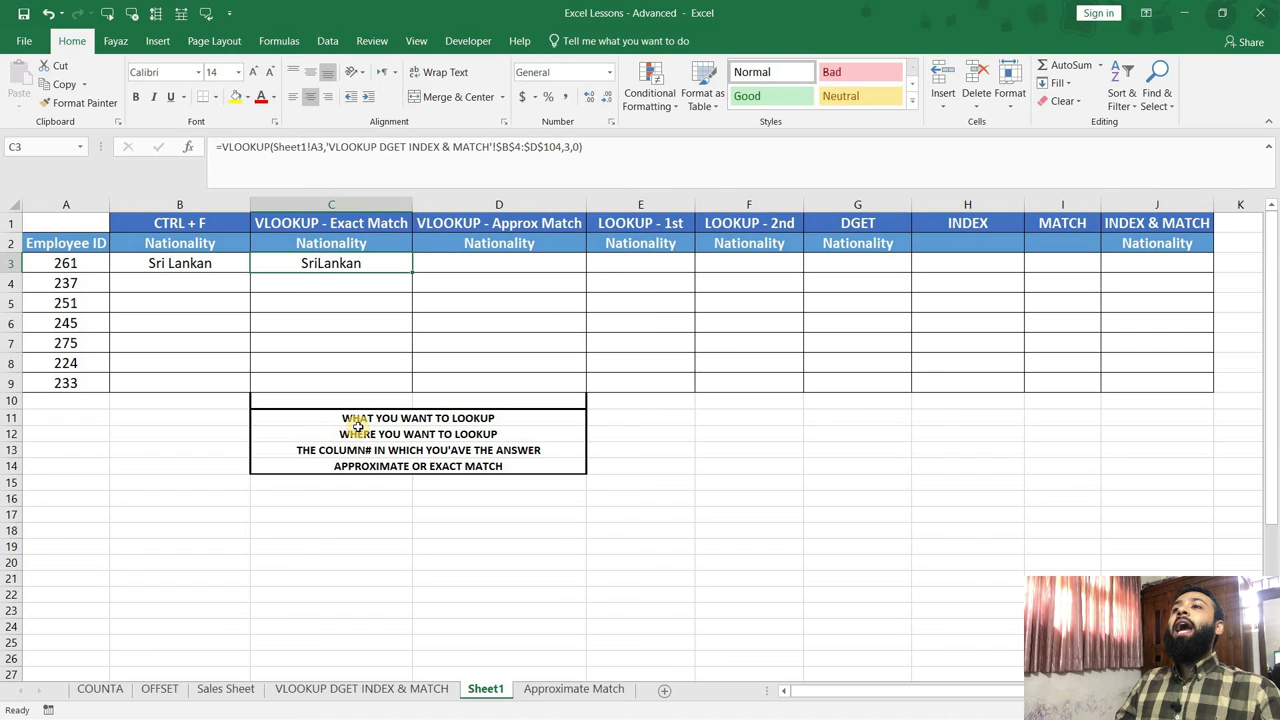 Excel Lessons - Advanced - Excel
Sign in
File Home Fayaz Insert Page Layout Formulas Data Review View Developer Help Tell me what you want to do Share
Paste
Cut
Copy
Format Painter
Clipboard
Calibri 14
B I U
Font
Wrap Text
Merge & Center
Alignment
General
$ % ,
Number
Conditional Formatting
Format as Table
Normal Bad
Good Neutral
Styles
Insert Delete Format
Cells
AutoSum
Fill
Clear
Sort & Filter
Find & Select
Editing
C3 fx =VLOOKUP(Sheet1!A3,'VLOOKUP DGET INDEX & MATCH'!$B$4:$D$104,3,0)
A B C D E F G H I J K
1 CTRL + F VLOOKUP - Exact Match VLOOKUP - Approx Match LOOKUP - 1st LOOKUP - 2nd DGET INDEX MATCH INDEX & MATCH
2 Employee ID Nationality Nationality Nationality Nationality Nationality Nationality Nationality
3 261 Sri Lankan SriLankan
4 237
5 251
6 245
7 275
8 224
9 233
10
11 WHAT YOU WANT TO LOOKUP
12 WHERE YOU WANT TO LOOKUP
13 THE COLUMN# IN WHICH YOU'AVE THE ANSWER
14 APPROXIMATE OR EXACT MATCH
15
16
17
18
19
20
21
22
23
24
25
26
27
COUNTA OFFSET Sales Sheet VLOOKUP DGET INDEX & MATCH Sheet1 Approximate Match
Ready